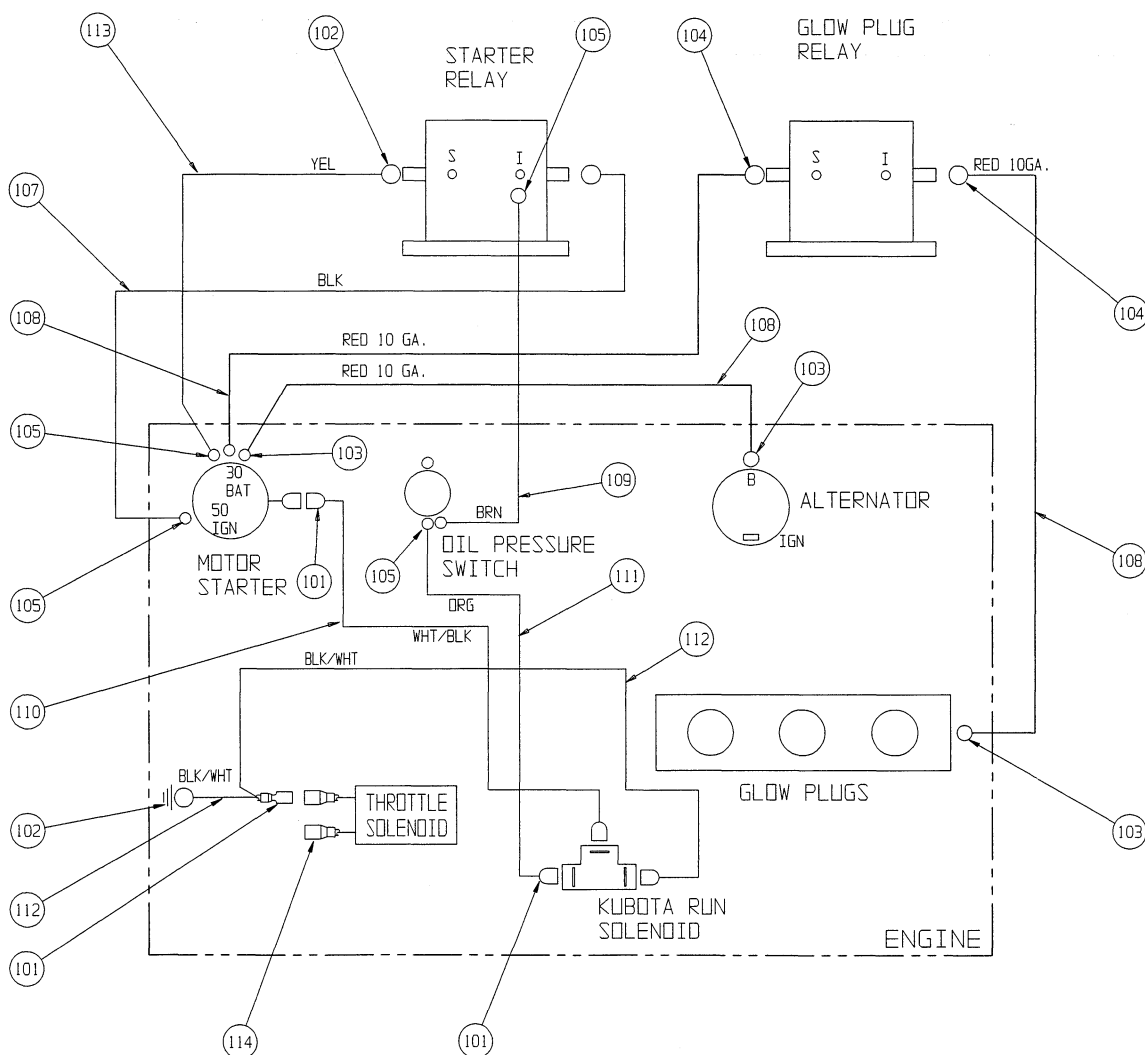 113
102
105
GLOW PLUG
RELAY
STARTER
RELAY
104
S
I
S
I
YEL
RED 10GA.
107
BLK
104
108
RED 10 GA.
108
RED 10 GA.
103
105
103
30
BAT
B
109
50
IGN
BRN
ALTERNATOR
IGN
OIL PRESSURE
SWITCH
105
MOTOR
STARTER
101
108
105
111
ORG
WHT/BLK
112
BLK/WHT
110
BLK/WHT
GLOW PLUGS
THROTTLE
SOLENOID
102
103
112
KUBOTA RUN
SOLENOID
ENGINE
101
114
101